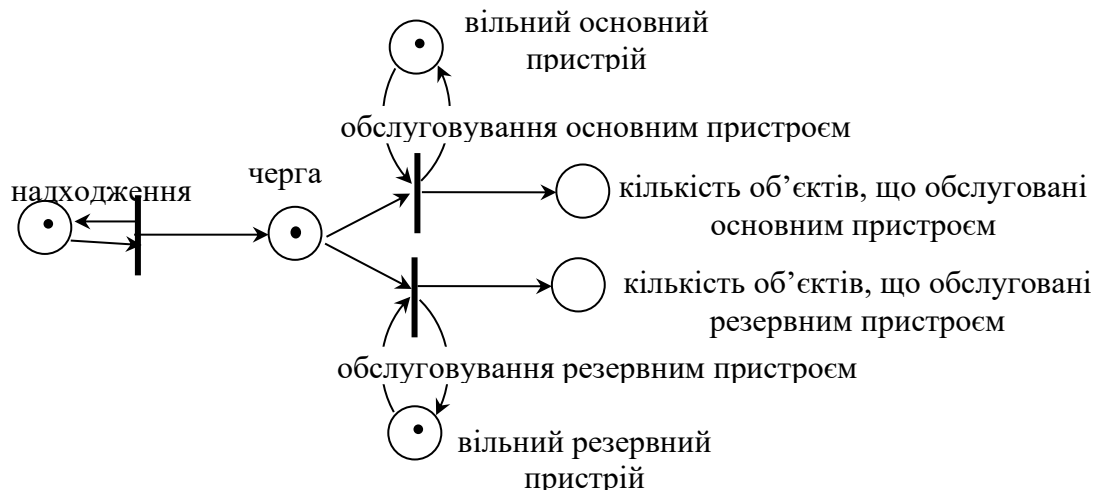 вільний основний
пристрій
обслуговування основним пристроєм
черга
надходження
кількість об’єктів, що обслуговані
основним пристроєм
кількість об’єктів, що обслуговані
резервним пристроєм
обслуговування резервним пристроєм
вільний резервний
пристрій